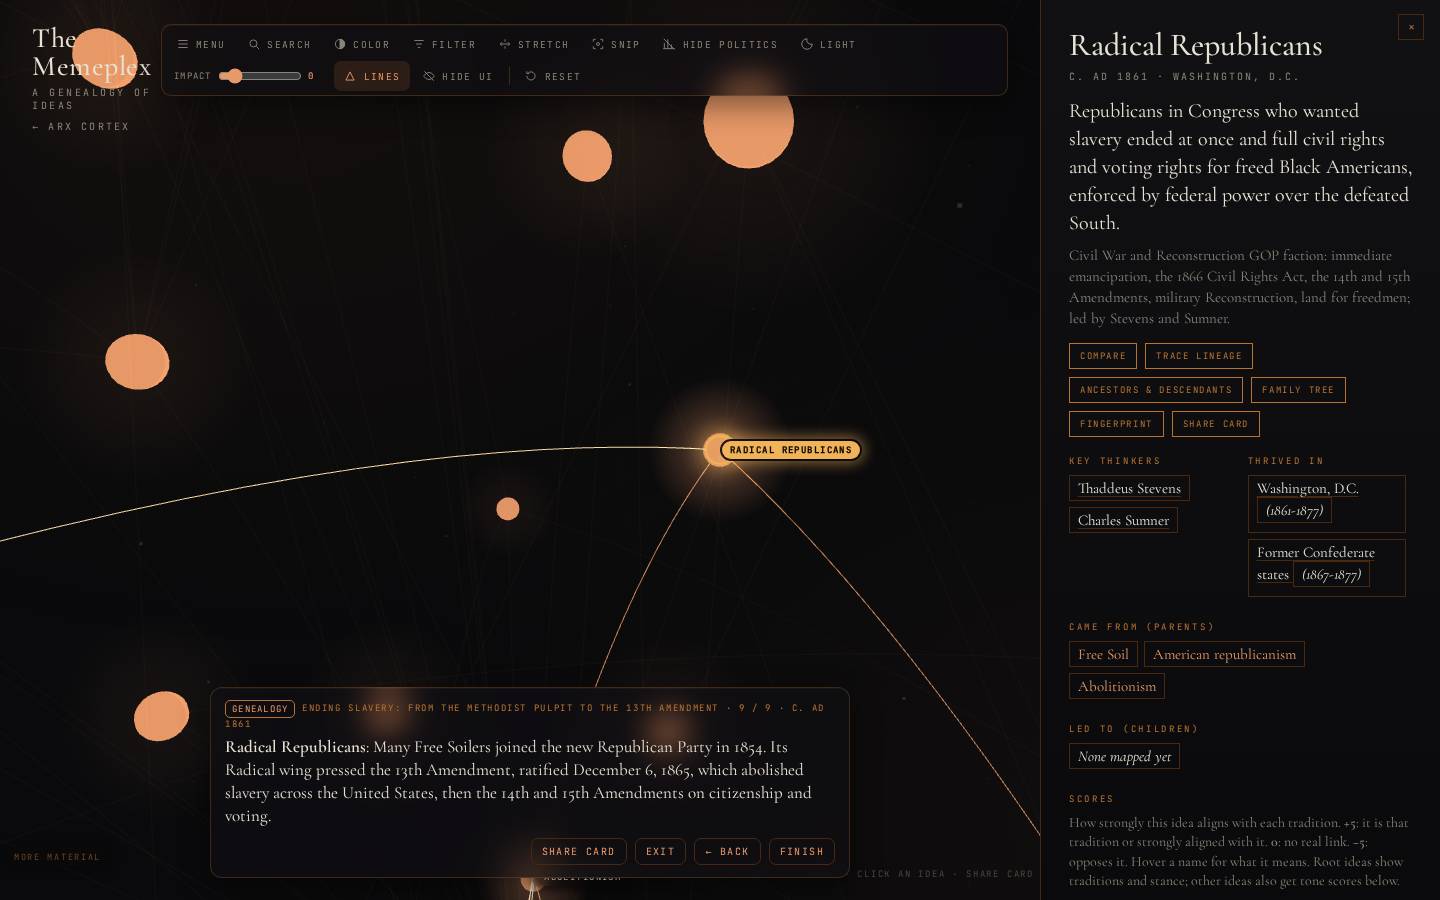 The
Memeplex
A GENEALOGY OF
IDEAS
← ARX CORTEX
MENU
SEARCH
COLOR
FILTER
STRETCH
SNIP
HIDE POLITICS
LIGHT
IMPACT
0
LINES
HIDE UI
RESET
RADICAL REPUBLICANS
GENEALOGY ENDING SLAVERY: FROM THE METHODIST PULPIT TO THE 13TH AMENDMENT · 9 / 9 · C. AD
1861
Radical Republicans: Many Free Soilers joined the new Republican Party in 1854. Its
Radical wing pressed the 13th Amendment, ratified December 6, 1865, which abolished
slavery across the United States, then the 14th and 15th Amendments on citizenship and
voting.
SHARE CARD
EXIT
← BACK
FINISH
ABOLITIONISM
MORE MATERIAL
CLICK AN IDEA · SHARE CARD
×
Radical Republicans
C. AD 1861 · WASHINGTON, D.C.
Republicans in Congress who wanted
slavery ended at once and full civil rights
and voting rights for freed Black Americans,
enforced by federal power over the defeated
South.
Civil War and Reconstruction GOP faction: immediate
emancipation, the 1866 Civil Rights Act, the 14th and 15th
Amendments, military Reconstruction, land for freedmen;
led by Stevens and Sumner.
COMPARE
TRACE LINEAGE
ANCESTORS & DESCENDANTS
FAMILY TREE
FINGERPRINT
SHARE CARD
KEY THINKERS
Thaddeus Stevens
Charles Sumner
THRIVED IN
Washington, D.C.
(1861-1877)
Former Confederate
states (1867-1877)
CAME FROM (PARENTS)
Free Soil
American republicanism
Abolitionism
LED TO (CHILDREN)
None mapped yet
SCORES
How strongly this idea aligns with each tradition. +5: it is that
tradition or strongly aligned with it. 0: no real link. −5:
opposes it. Hover a name for what it means. Root ideas show
traditions and stance; other ideas also get tone scores below.